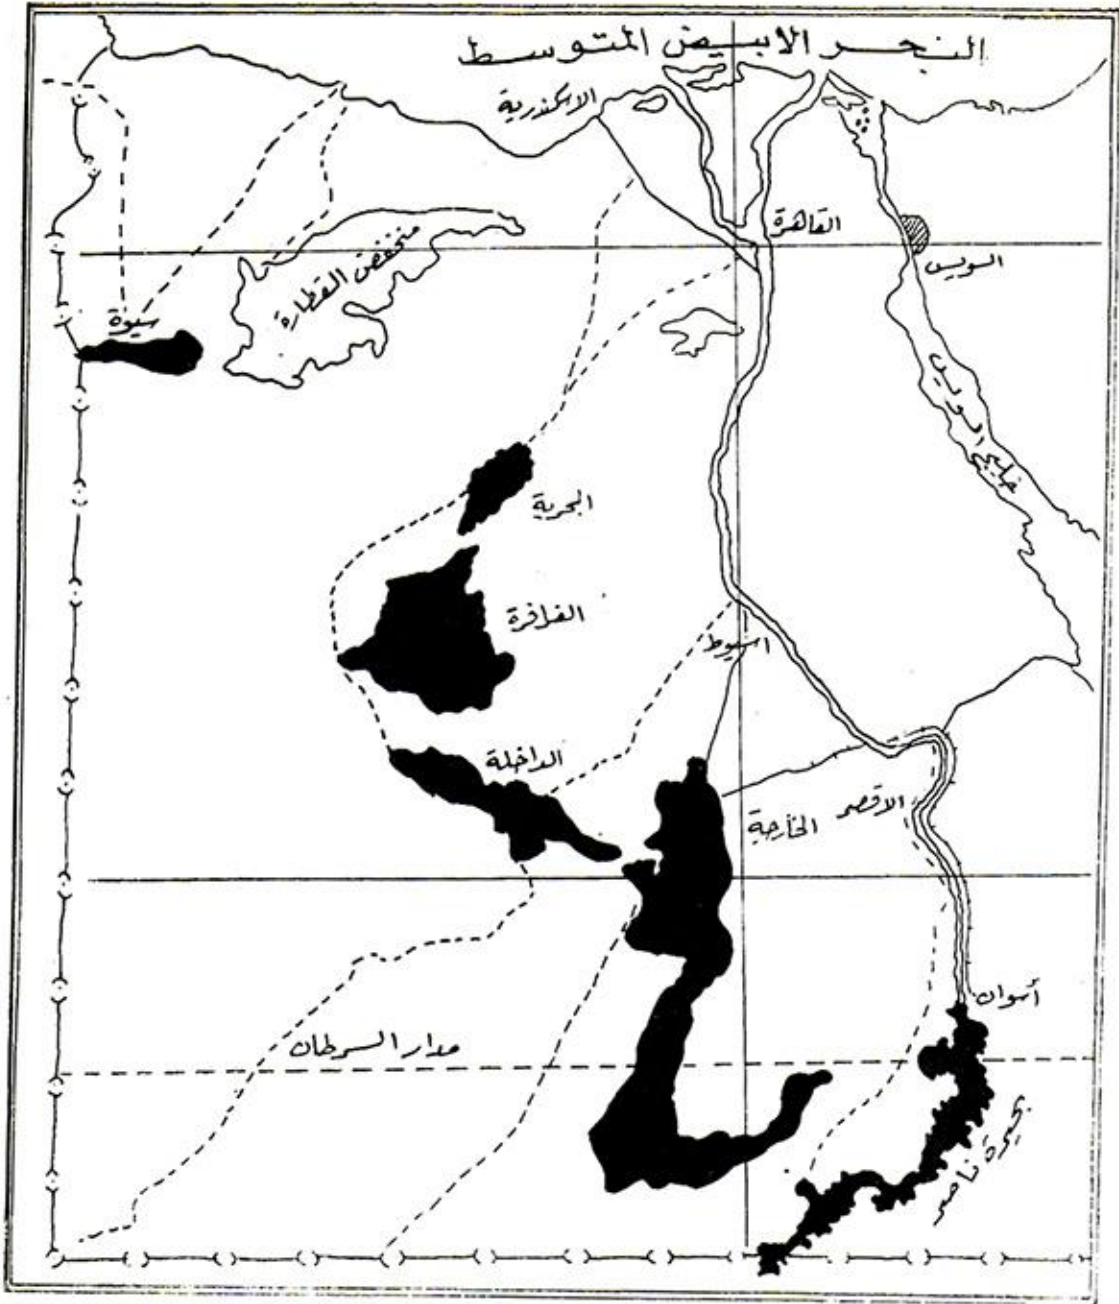 البحر الابيض المتوسط
الاسكندرية
القاهرة
السويس
منخفض القطارة
سيوة
خليج السويس
البحرية
الفرافرة
اسيوط
الداخلة
الاقصر
الخارجة
أسوان
مدار السرطان
بحيرة ناصر